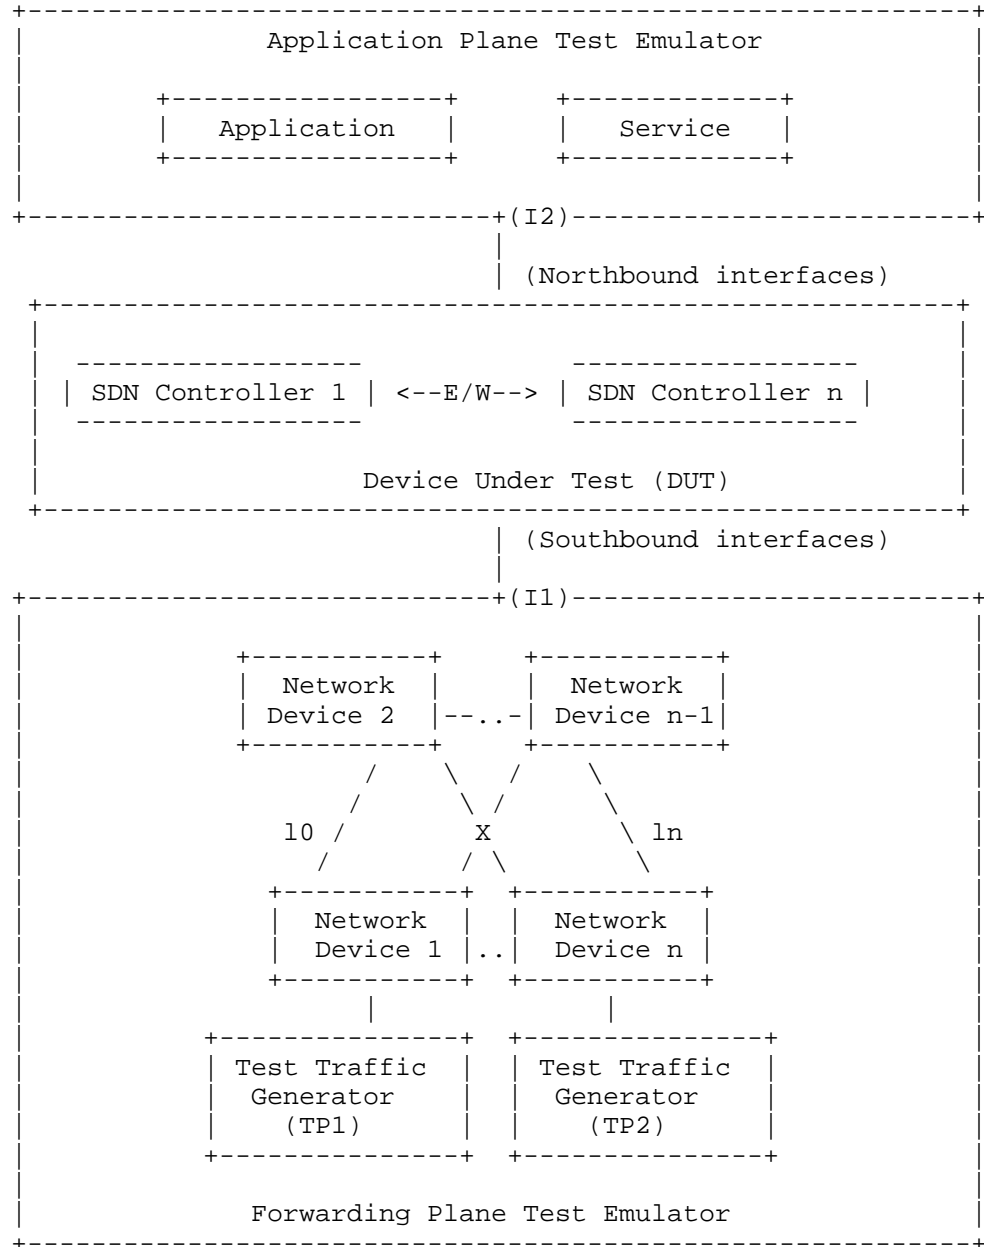 Application Plane Test Emulator
Application Service
(I2)
(Northbound interfaces)
SDN Controller 1 <--E/W--> SDN Controller n
Device Under Test (DUT)
(Southbound interfaces)
(I1)
Network Network
Device 2 --..- Device n-1
l0 X ln
Network Network
Device 1 .. Device n
Test Traffic Test Traffic
Generator Generator
(TP1) (TP2)
Forwarding Plane Test Emulator